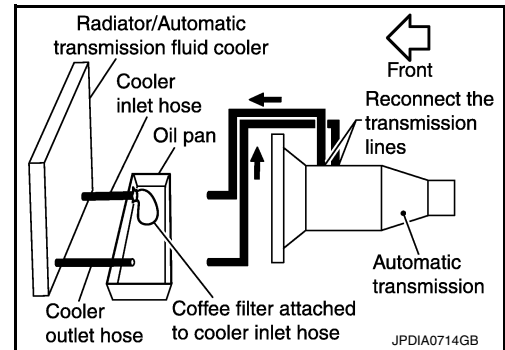 Radiator/Automatic
transmission fluid cooler
Front
Cooler
inlet hose
Reconnect the
transmission
lines
Oil pan
Automatic
transmission
Cooler
outlet hose
Coffee filter attached
to cooler inlet hose
JPDIA0714GB